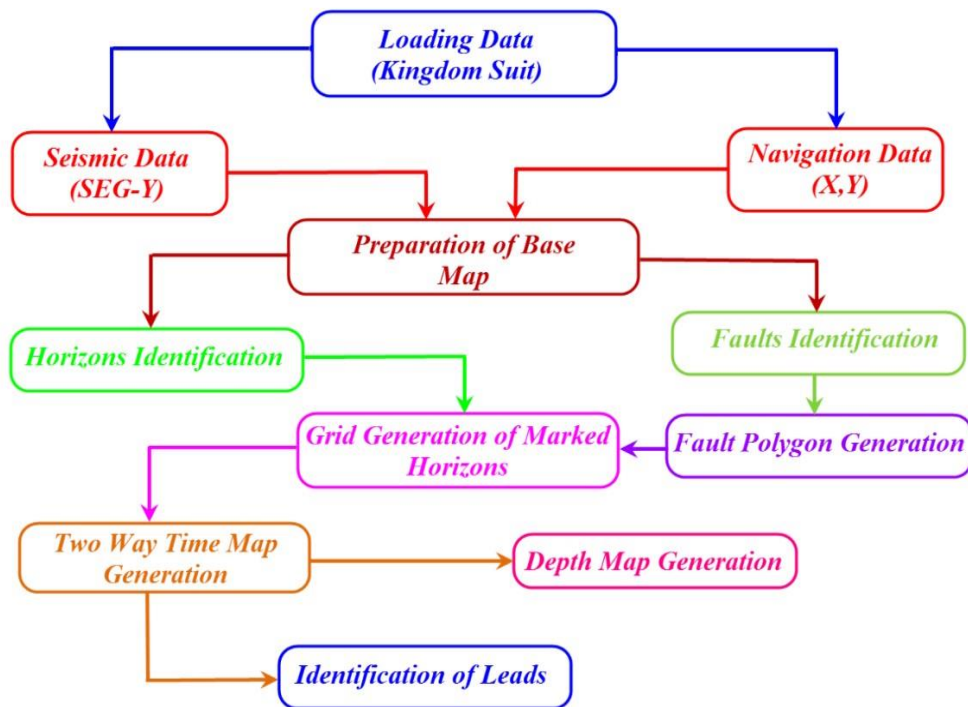 Loading Data
(Kingdom Suit)
Seismic Data
(SEG-Y)
Navigation Data
(X,Y)
Preparation of Base
Map
Horizons Identification
Faults Identification
Grid Generation of Marked
Horizons
Fault Polygon Generation
Two Way Time Map
Generation
Depth Map Generation
Identification of Leads